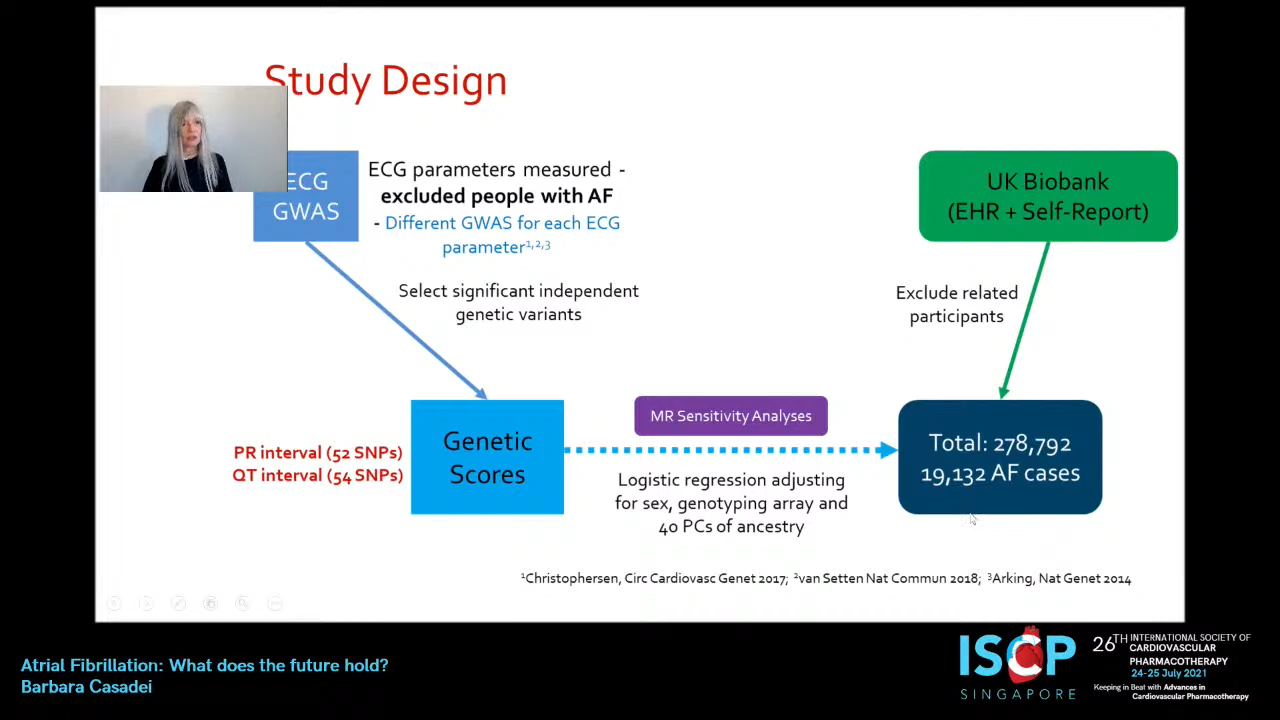 Study Design
ECG
GWAS
ECG parameters measured -
excluded people with AF
- Different GWAS for each ECG
parameter1,2,3
Select significant independent
genetic variants
UK Biobank
(EHR + Self-Report)
Exclude related
participants
PR interval (52 SNPs)
QT interval (54 SNPs)
Genetic
Scores
MR Sensitivity Analyses
Logistic regression adjusting
for sex, genotyping array and
40 PCs of ancestry
Total: 278,792
19,132 AF cases
1Christophersen, Circ Cardiovasc Genet 2017; 2van Setten Nat Commun 2018; 3Arking, Nat Genet 2014
Atrial Fibrillation: What does the future hold?
Barbara Casadei
ISCP
SINGAPORE
26TH INTERNATIONAL SOCIETY OF
CARDIOVASCULAR
PHARMACOTHERAPY
24-25 July 2021
Keeping in Beat with Advances in
Cardiovascular Pharmacotherapy